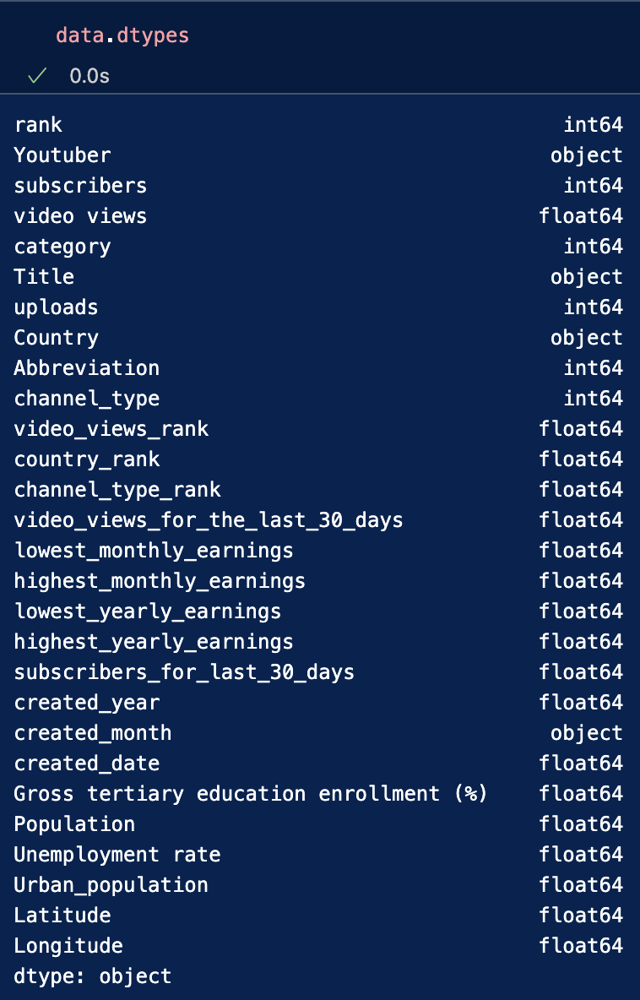 data.dtypes
0.0s
rank int64
Youtuber object
subscribers int64
video views float64
category int64
Title object
uploads int64
Country object
Abbreviation int64
channel_type int64
video_views_rank float64
country_rank float64
channel_type_rank float64
video_views_for_the_last_30_days float64
lowest_monthly_earnings float64
highest_monthly_earnings float64
lowest_yearly_earnings float64
highest_yearly_earnings float64
subscribers_for_last_30_days float64
created_year float64
created_month object
created_date float64
Gross tertiary education enrollment (%) float64
Population float64
Unemployment rate float64
Urban_population float64
Latitude float64
Longitude float64
dtype: object